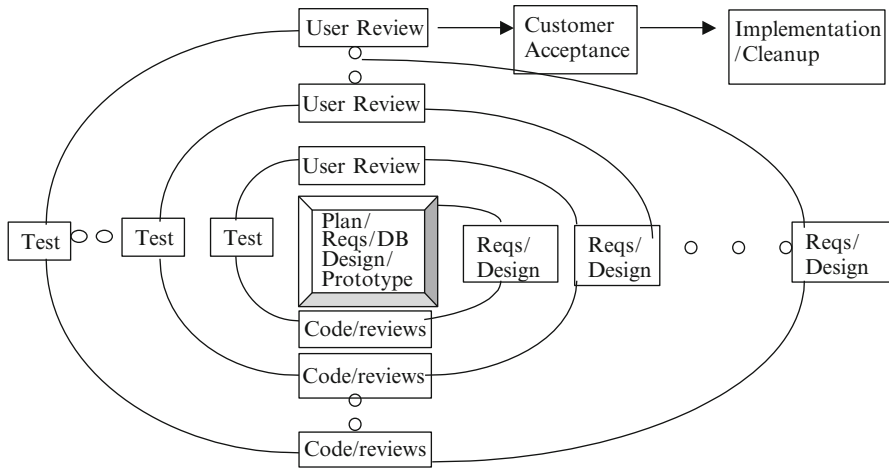 User Review
Customer
Acceptance
Implementation
/Cleanup
User Review
User Review
Test
Test
Test
Plan/
Reqs/DB
Design/
Prototype
Reqs/
Design
Reqs/
Design
Reqs/
Design
Code/reviews
Code/reviews
Code/reviews